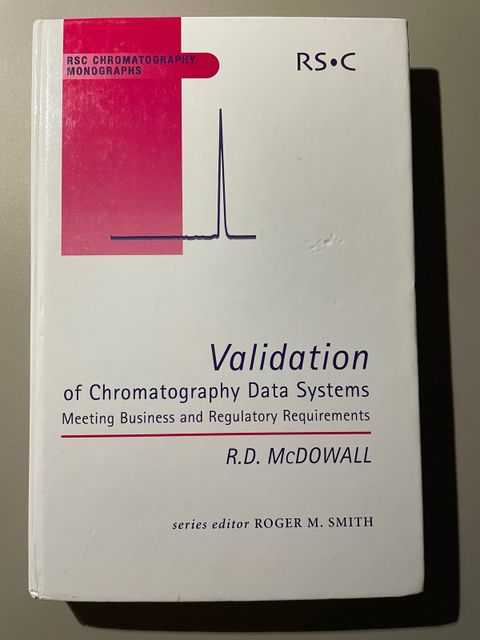 RSC CHROMATOGRAPHY
MONOGRAPHS
RS•C
Validation
of Chromatography Data Systems
Meeting Business and Regulatory Requirements
R.D. McDOWALL
series editor ROGER M. SMITH